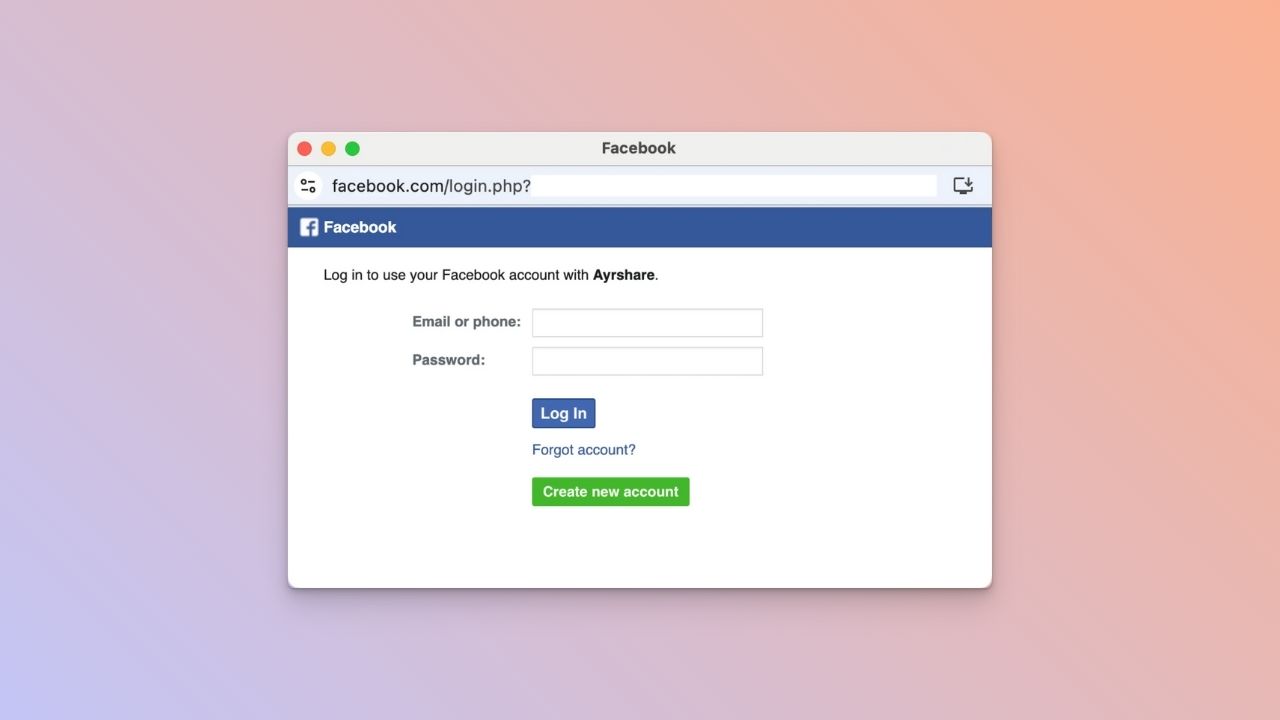 Facebook
facebook.com/login.php?
Facebook
Log in to use your Facebook account with Ayrshare.
Email or phone:
Password:
Log In
Forgot account?
Create new account